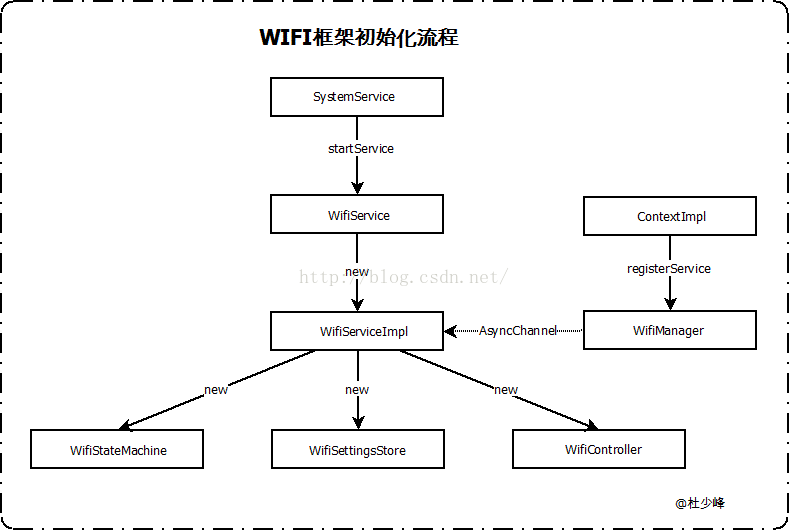 WIFI框架初始化流程
SystemService
startService
WifiService
ContextImpl
new
registerService
http://blog.csdn.net/
WifiServiceImpl
AsyncChannel
WifiManager
new
new
new
WifiStateMachine
WifiSettingsStore
WifiController
@杜少峰